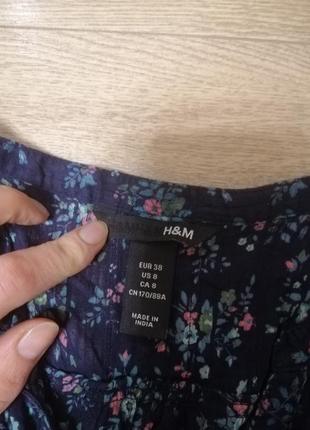 H&M
EUR 38
US 8
CA 8
CN 170/88A
MADE IN
INDIA